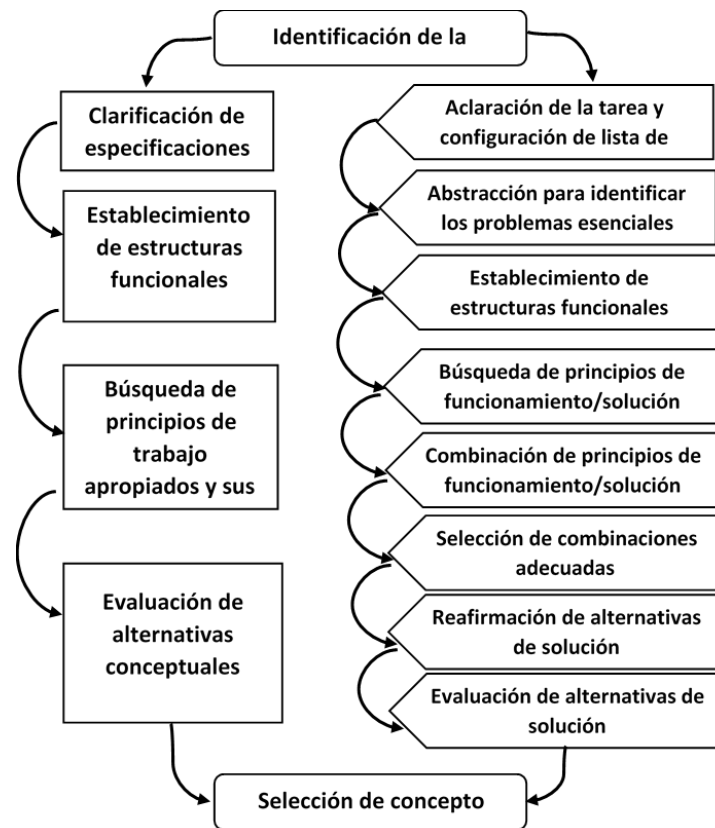 Identificación de la
Clarificación de
especificaciones
Establecimiento
de estructuras
funcionales
Búsqueda de
principios de
trabajo
apropiados y sus
Evaluación de
alternativas
conceptuales
Aclaración de la tarea y
configuración de lista de
Abstracción para identificar
los problemas esenciales
Establecimiento de
estructuras funcionales
Búsqueda de principios de
funcionamiento/solución
Combinación de principios de
funcionamiento/solución
Selección de combinaciones
adecuadas
Reafirmación de alternativas
de solución
Evaluación de alternativas de
solución
Selección de concepto